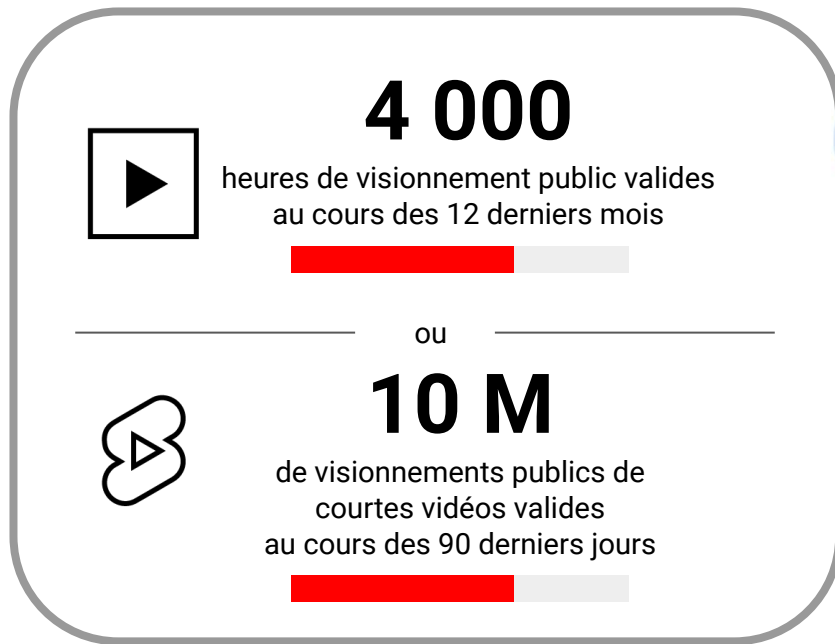 4 000
heures de visionnement public valides
au cours des 12 derniers mois
ou
10 M
de visionnements publics de
courtes vidéos valides
au cours des 90 derniers jours